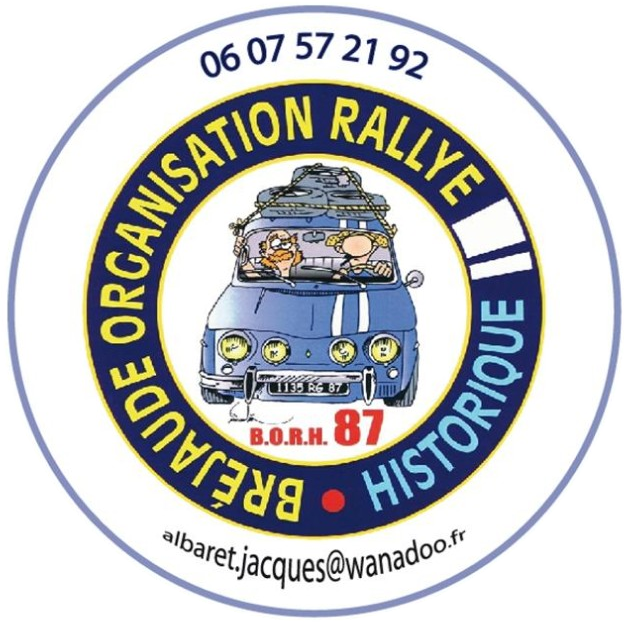 06 07 57 21 92
BRÉJAUDE ORGANISATION RALLYE
HISTORIQUE
1135 RG 87
B.O.R.H. 87
albaret.jacques@wanadoo.fr